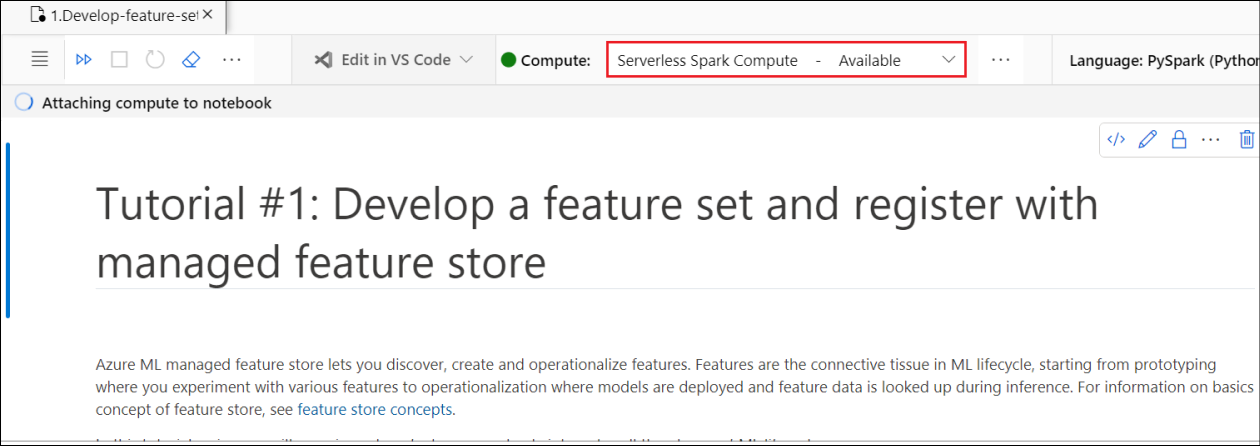 1.Develop-feature-set
Edit in VS Code Compute: Serverless Spark Compute - Available ... Language: PySpark (Python
Attaching compute to notebook
Tutorial #1: Develop a feature set and register with
managed feature store
Azure ML managed feature store lets you discover, create and operationalize features. Features are the connective tissue in ML lifecycle, starting from prototyping
where you experiment with various features to operationalization where models are deployed and feature data is looked up during inference. For information on basics
concept of feature store, see feature store concepts.